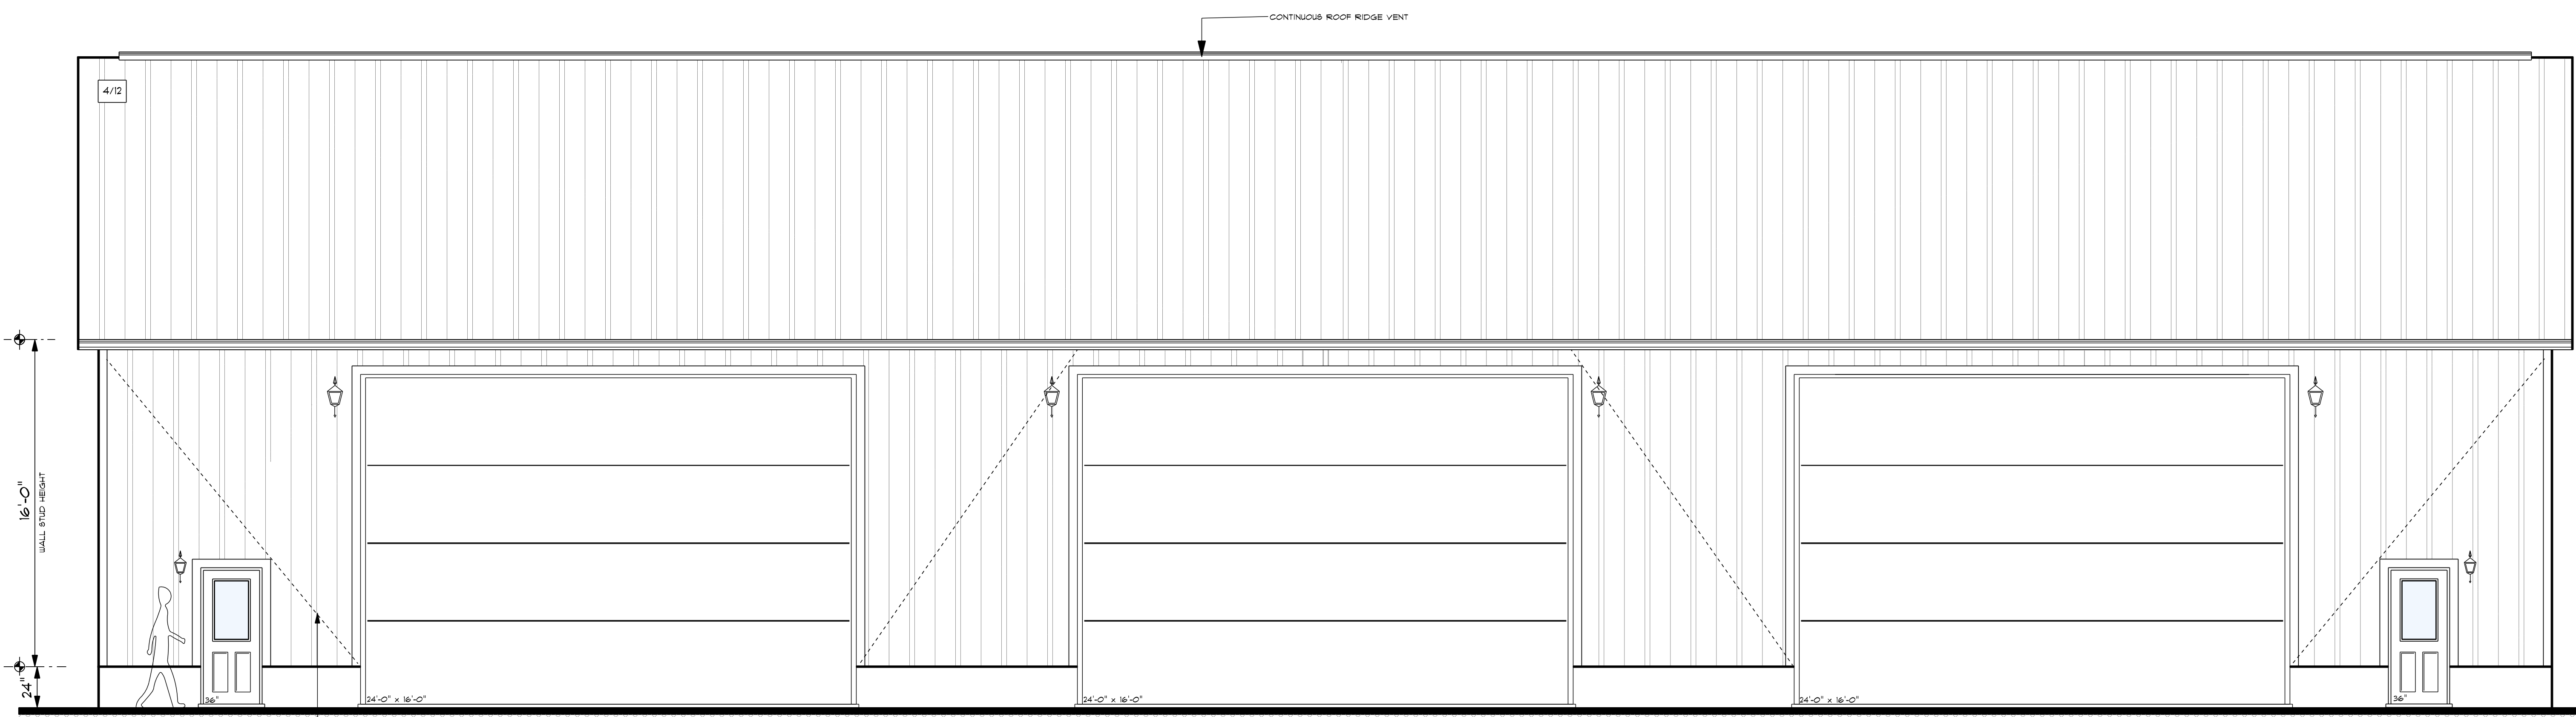 CONTINUOUS ROOF RIDGE VENT
4/12
16'-0"
WALL STUD HEIGHT
24"
36"
24'-0" x 16'-0"
24'-0" x 16'-0"
24'-0" x 16'-0"
36"